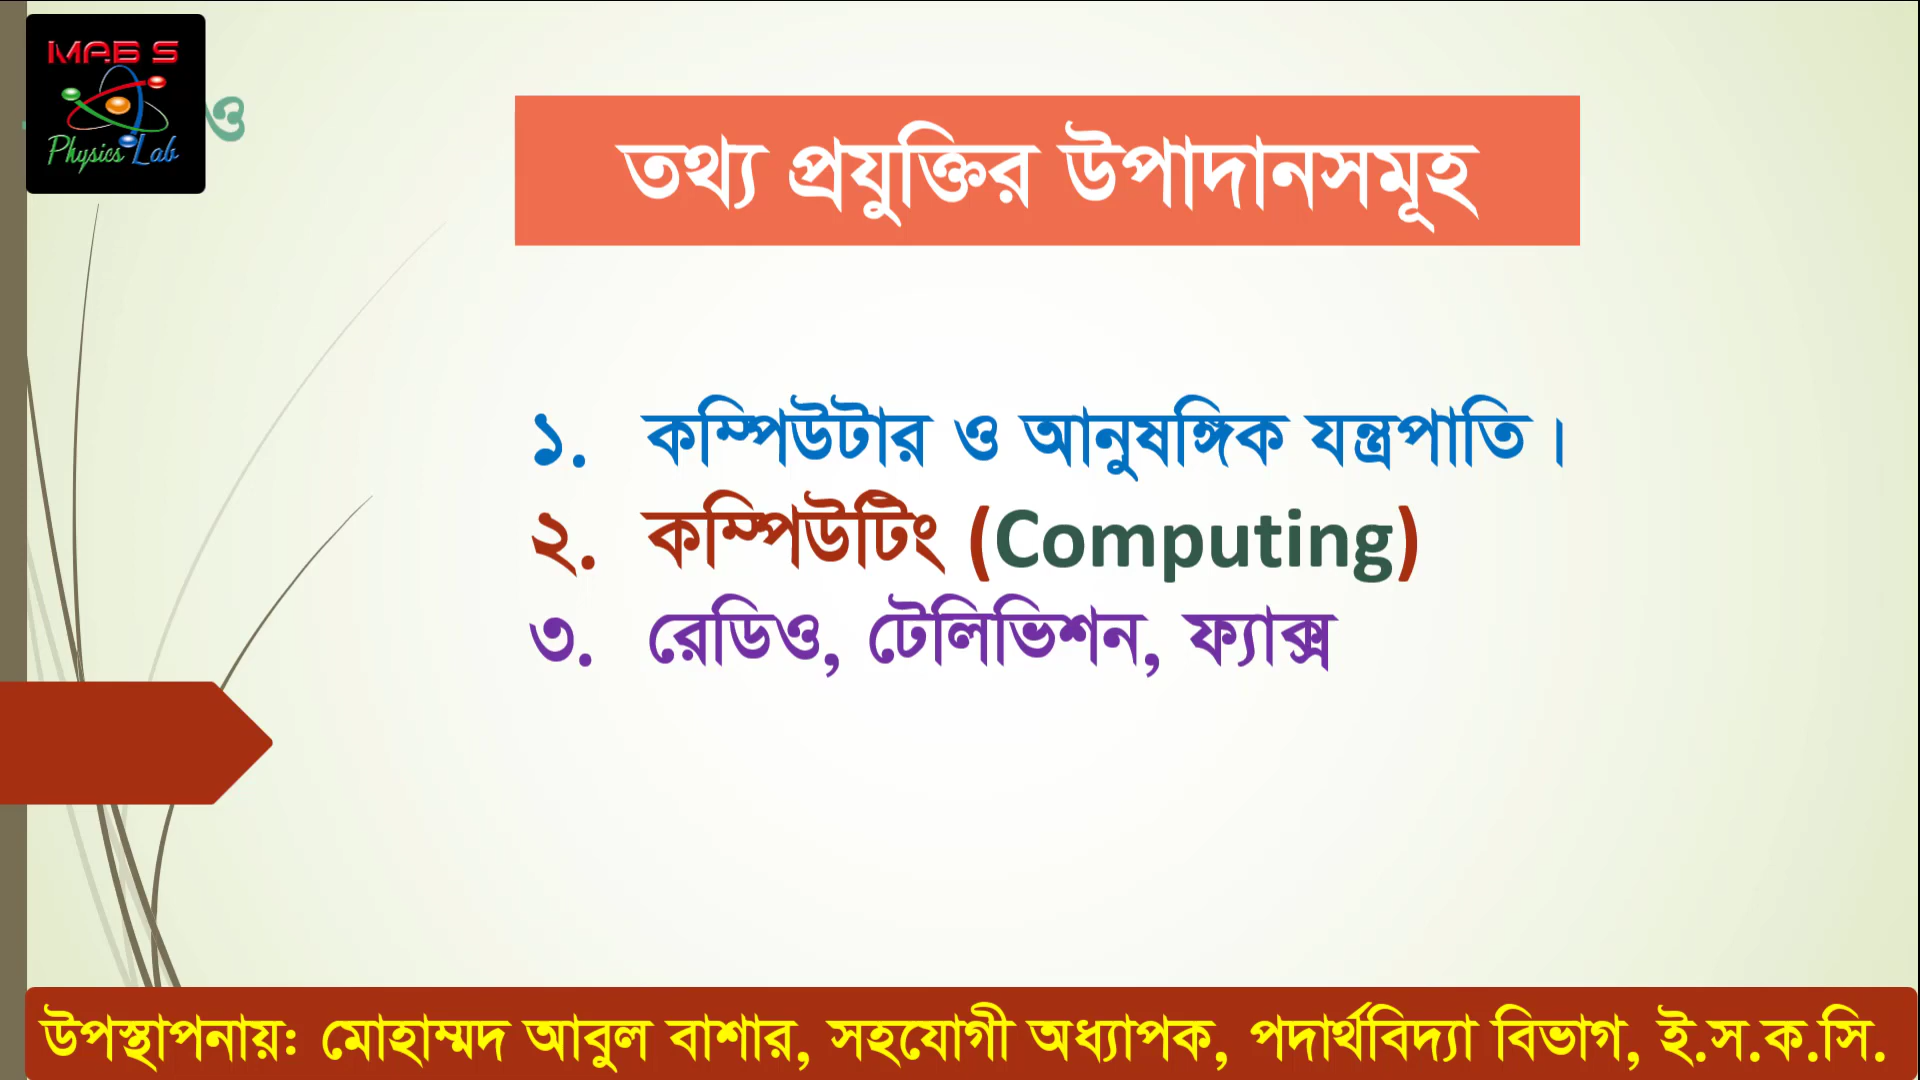 MAB S
Physics Lab
ও
তথ্য প্রযুক্তির উপাদানসমূহ
১. কম্পিউটার ও আনুষঙ্গিক যন্ত্রপাতি।
২. কম্পিউটিং (Computing)
৩. রেডিও, টেলিভিশন, ফ্যাক্স
উপস্থাপনায়ঃ মোহাম্মদ আবুল বাশার, সহযোগী অধ্যাপক, পদার্থবিদ্যা বিভাগ, ই.স.ক.সি.